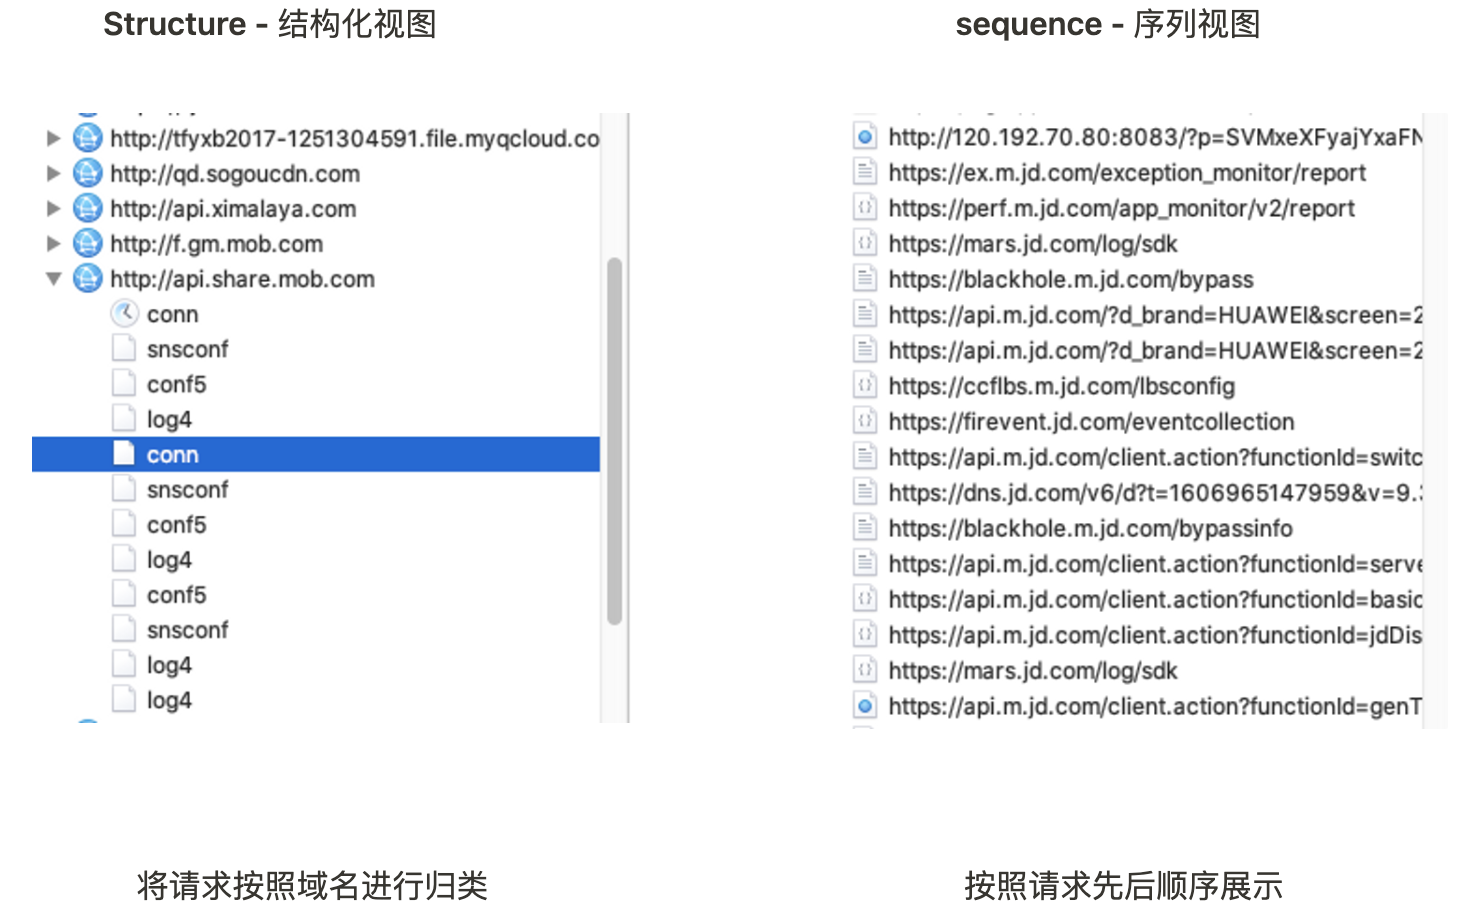 Structure - 结构化视图
http://tfyxb2017-1251304591.file.myqcloud.co
http://qd.sogoucdn.com
http://api.ximalaya.com
http://f.gm.mob.com
http://api.share.mob.com
conn
snsconf
conf5
log4
conn
snsconf
conf5
log4
conf5
snsconf
log4
log4
将请求按照域名进行归类
sequence - 序列视图
http://120.192.70.80:8083/?p=SVMxeXFyajYxaFN
https://ex.m.jd.com/exception_monitor/report
https://perf.m.jd.com/app_monitor/v2/report
https://mars.jd.com/log/sdk
https://blackhole.m.jd.com/bypass
https://api.m.jd.com/?d_brand=HUAWEI&screen=2
https://api.m.jd.com/?d_brand=HUAWEI&screen=2
https://ccflbs.m.jd.com/lbsconfig
https://firevent.jd.com/eventcollection
https://api.m.jd.com/client.action?functionId=switc
https://dns.jd.com/v6/d?t=1606965147959&v=9.
https://blackhole.m.jd.com/bypassinfo
https://api.m.jd.com/client.action?functionId=serve
https://api.m.jd.com/client.action?functionId=basic
https://api.m.jd.com/client.action?functionId=jdDis
https://mars.jd.com/log/sdk
https://api.m.jd.com/client.action?functionId=genT
按照请求先后顺序展示